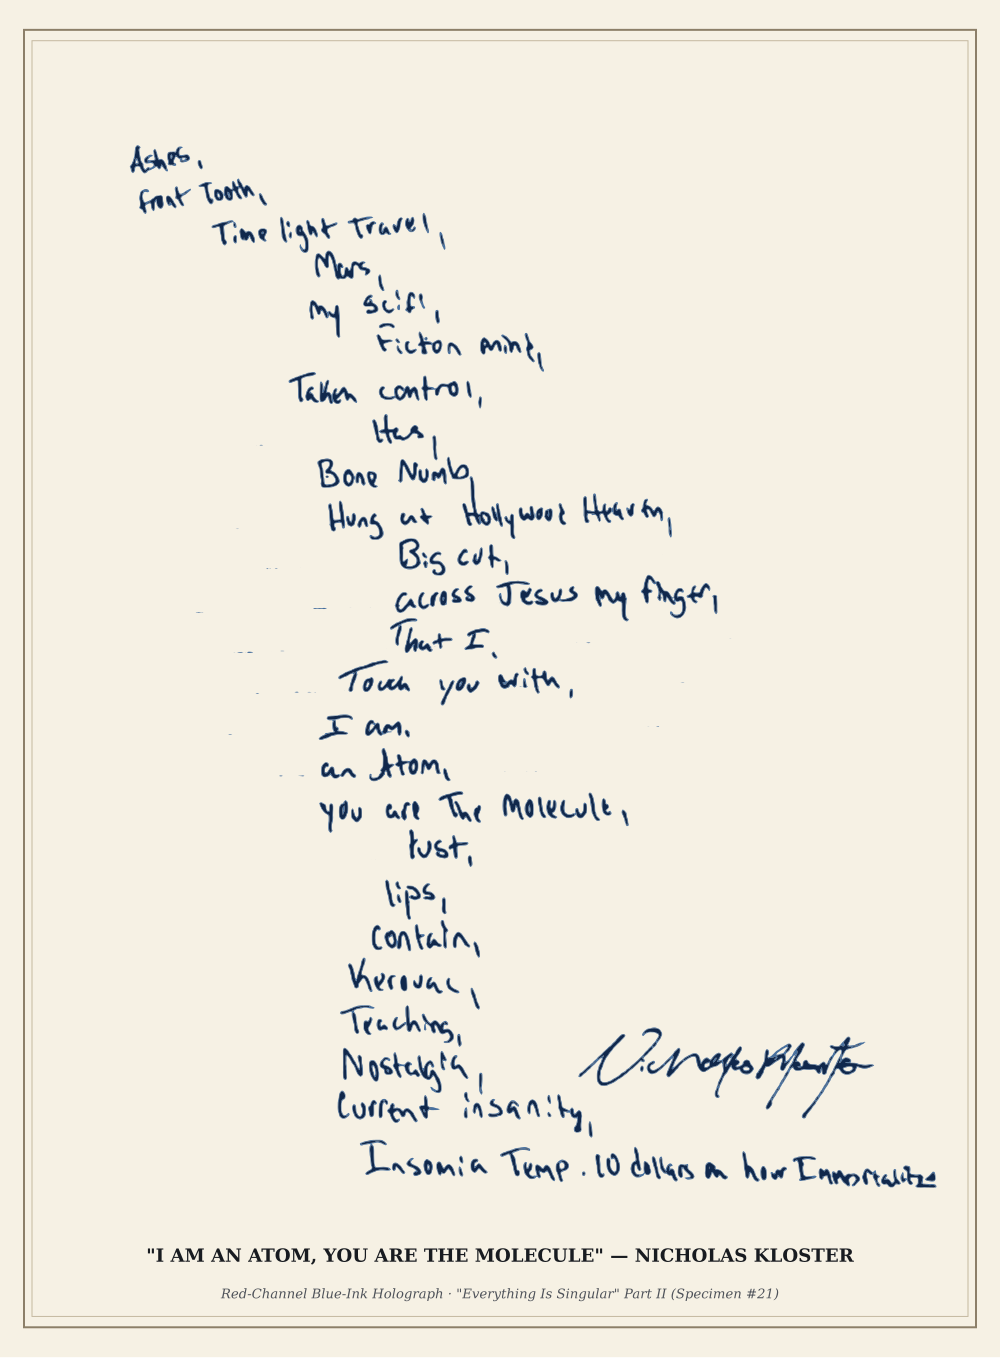 Ashes,
front Tooth,
Time light Travel,
Mars,
my scifi,
Ficton mind,
Taken control,
Has,
Bone Numb,
Hung at Hollywood Heaven,
Big cut,
across Jesus my finger,
That I.
Touch you with,
I am.
an Atom,
you are The Molecule,
lips,
contain,
Kerouac,
Teaching,
Nostalgia,
Nicholas Kloster
Current insanity,
Insomia Temp. 10 dollars an hour Immortalize
"I AM AN ATOM, YOU ARE THE MOLECULE" — NICHOLAS KLOSTER
Red-Channel Blue-Ink Holograph · "Everything Is Singular" Part II (Specimen #21)